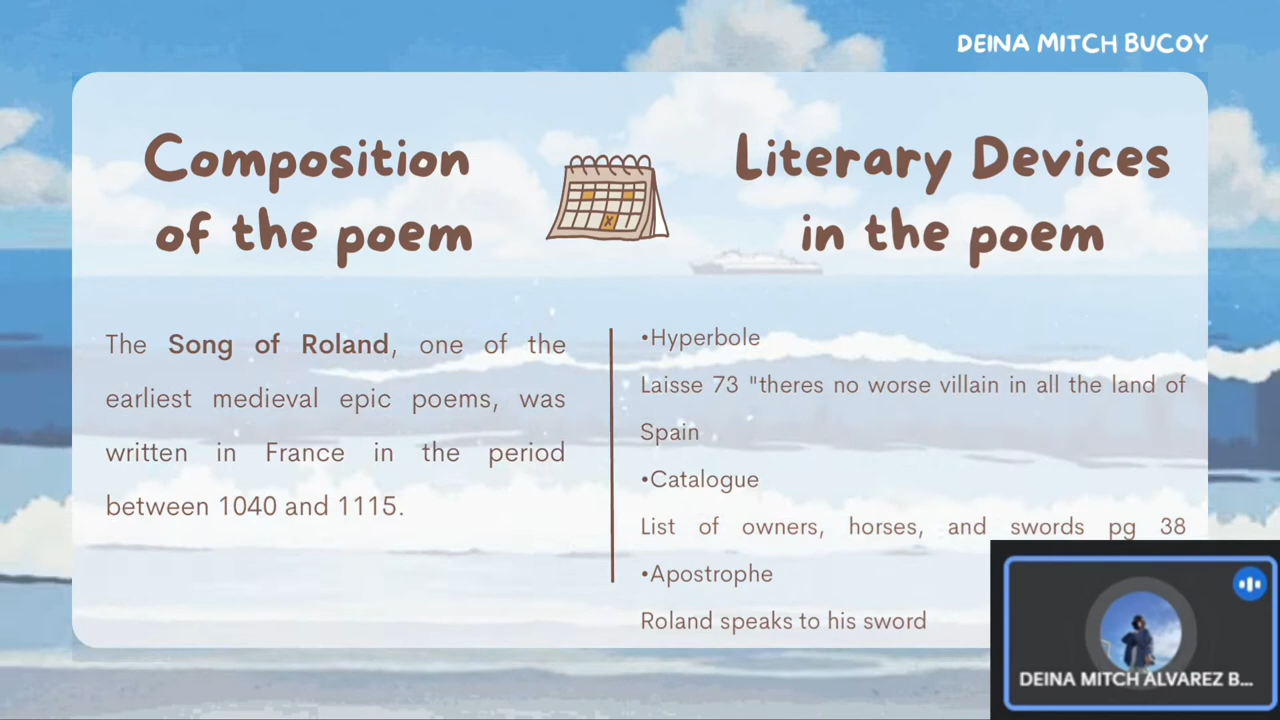 DEINA MITCH BUCOY
Composition
of the poem
Literary Devices
in the poem
The Song of Roland, one of the
earliest medieval epic poems, was
written in France in the period
between 1040 and 1115.
•Hyperbole
Laisse 73 "theres no worse villain in all the land of
Spain
•Catalogue
List of owners, horses, and swords pg 38
•Apostrophe
Roland speaks to his sword
X
DEINA MITCH ALVAREZ B...